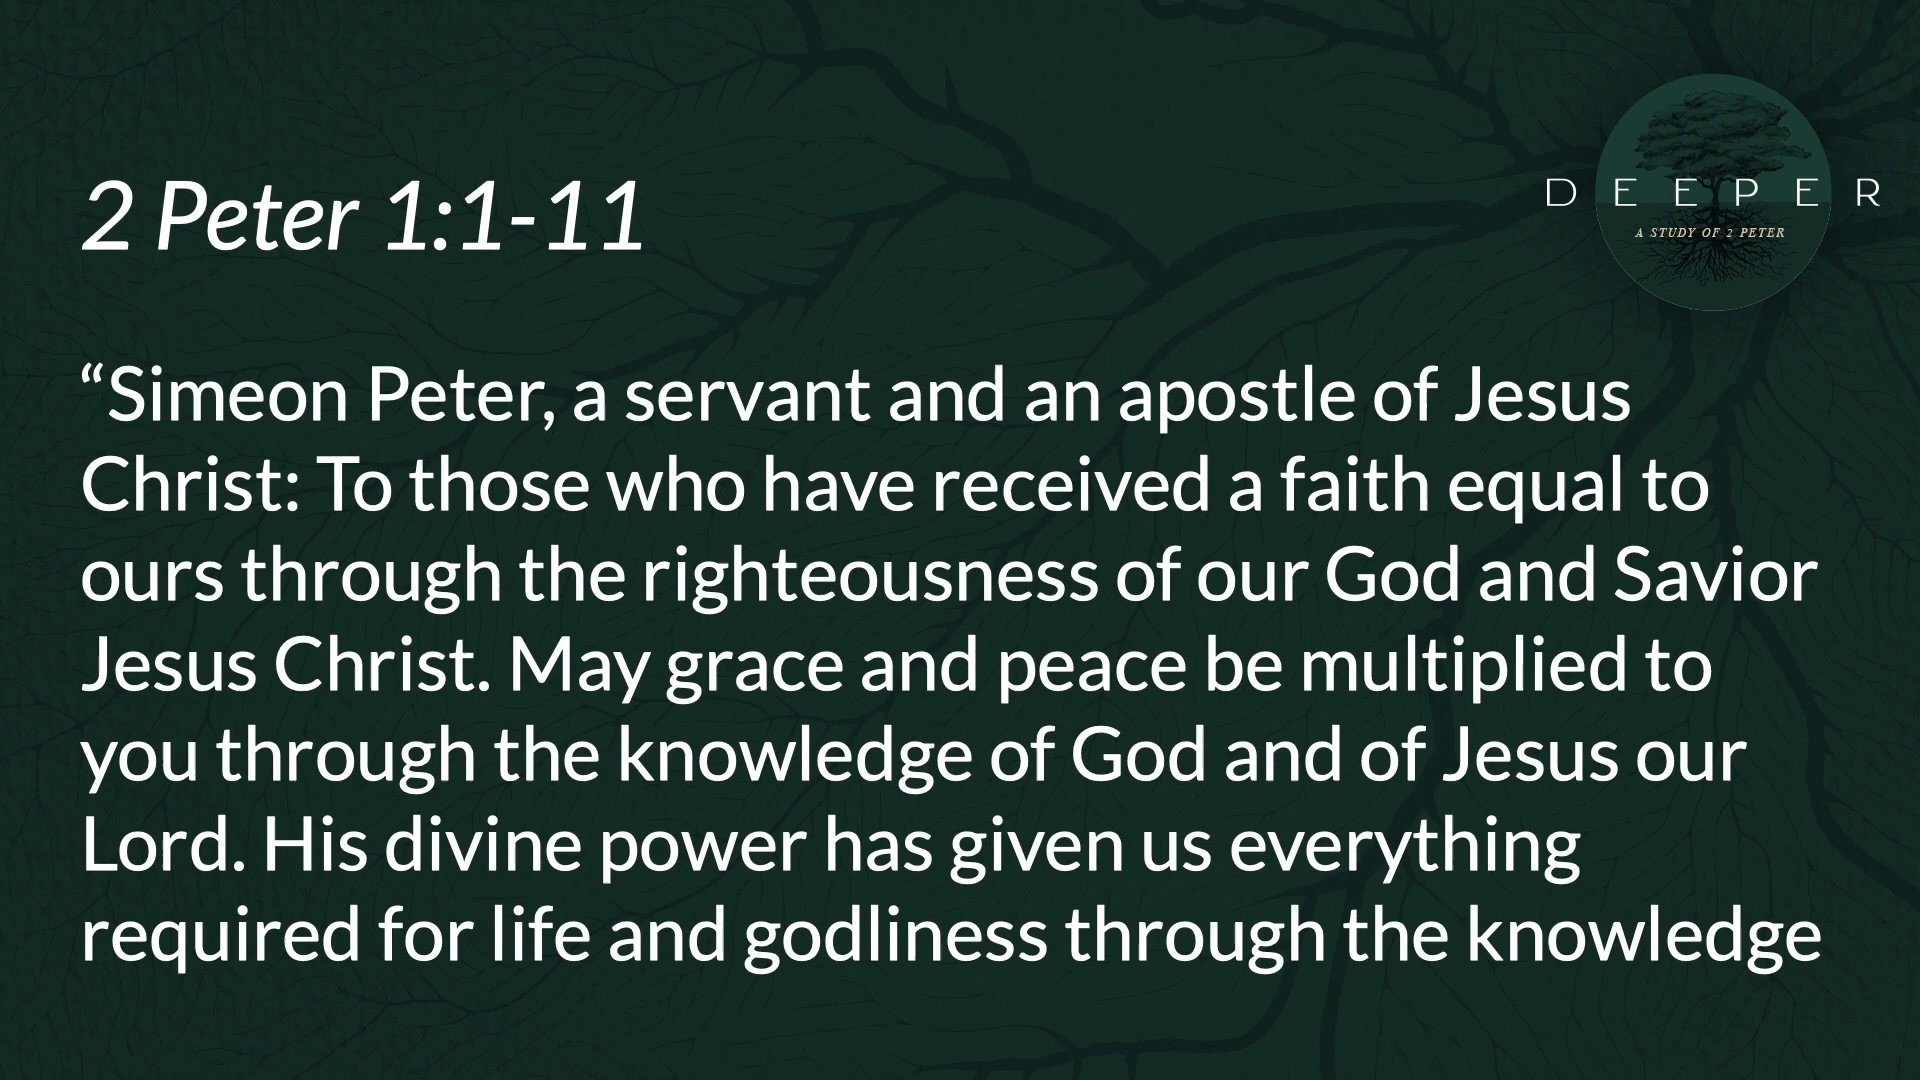 2 Peter 1:1-11
D E E P E R
A STUDY OF 2 PETER
“Simeon Peter, a servant and an apostle of Jesus
Christ: To those who have received a faith equal to
ours through the righteousness of our God and Savior
Jesus Christ. May grace and peace be multiplied to
you through the knowledge of God and of Jesus our
Lord. His divine power has given us everything
required for life and godliness through the knowledge